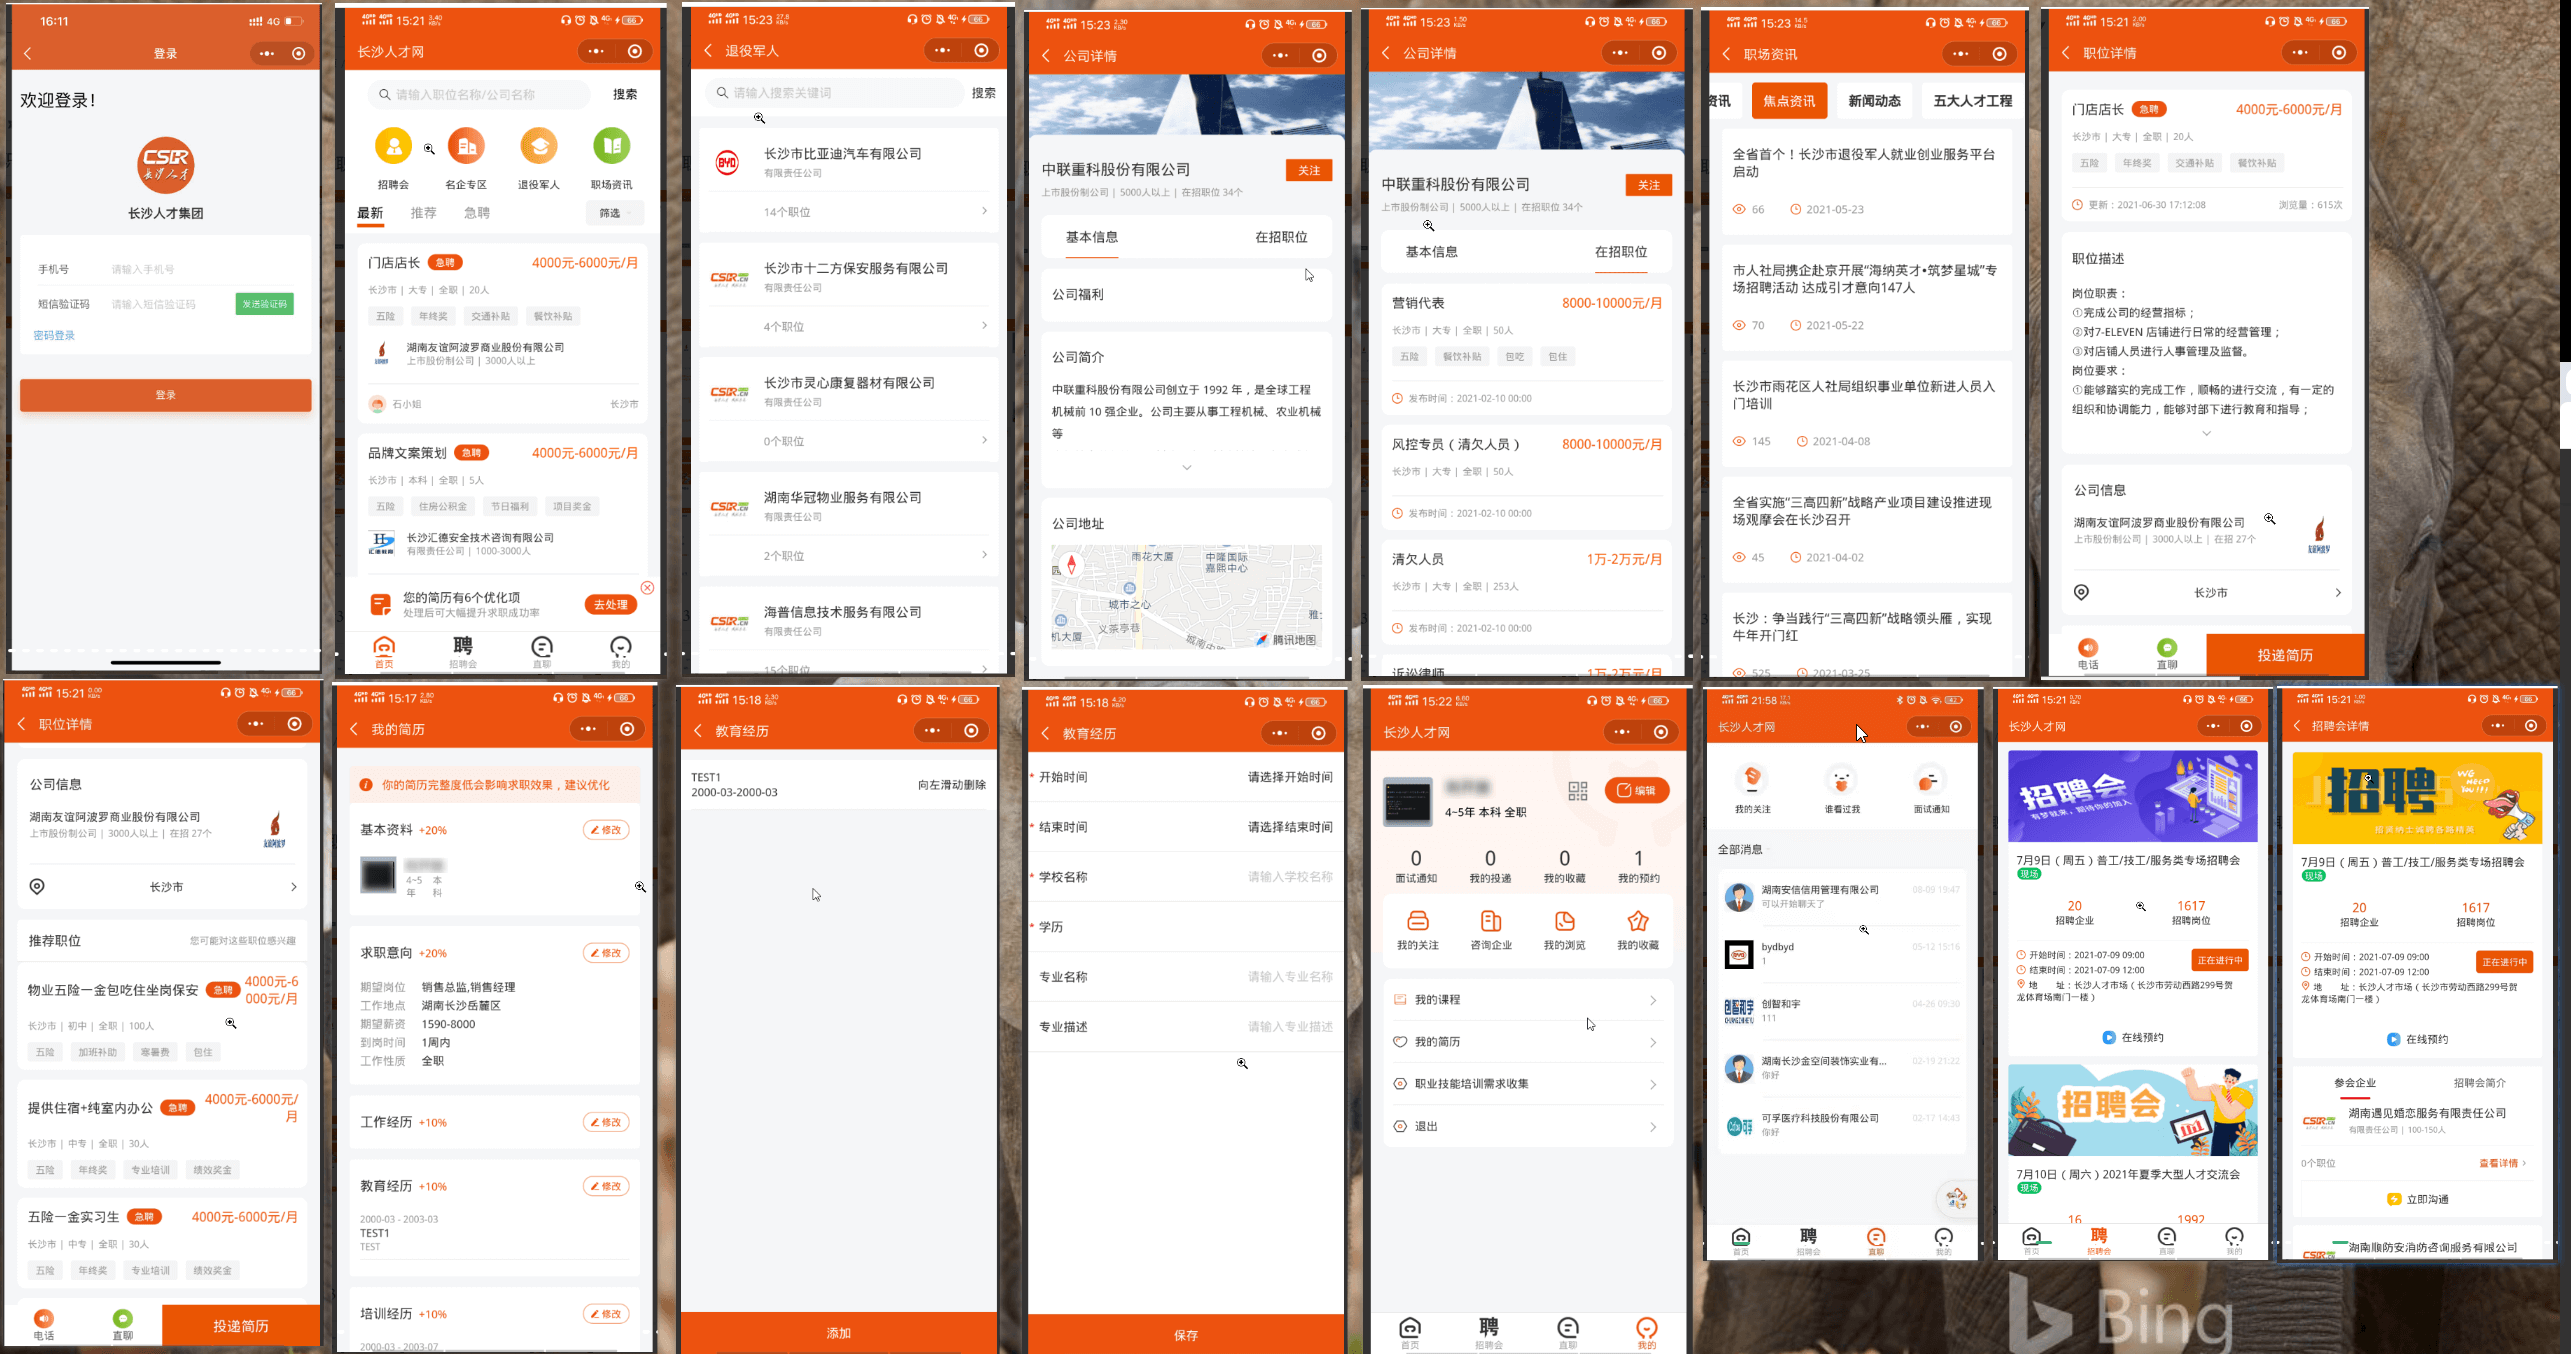 16:11
4G
登录
欢迎登录！
CSIR
长沙人才
长沙人才集团
手机号
请输入手机号
短信验证码
请输入短信验证码
发送验证码
密码登录
登录
15:21
长沙人才网
请输入职位名称/公司名称
搜索
招聘会
名企专区
退役军人
职场资讯
最新
推荐
急聘
筛选
门店店长
急聘
4000元-6000元/月
长沙市 | 大专 | 全职 | 20人
五险
年终奖
交通补贴
餐饮补贴
湖南友谊阿波罗商业股份有限公司
上市股份制公司 | 3000人以上
石小姐
长沙市
品牌文案策划
急聘
4000元-6000元/月
长沙市 | 本科 | 全职 | 5人
五险
住房公积金
节日福利
项目奖金
长沙汇德安全技术咨询有限公司
有限责任公司 | 1000-3000人
您的简历有6个优化项
处理后可大幅提升求职成功率
去处理
首页
聘
招聘会
直聊
我的
15:23
退役军人
请输入搜索关键词
搜索
BYD
长沙市比亚迪汽车有限公司
有限责任公司
14个职位
长沙市十二方保安服务有限公司
有限责任公司
4个职位
长沙市灵心康复器材有限公司
有限责任公司
0个职位
湖南华冠物业服务有限公司
有限责任公司
2个职位
海普信息技术服务有限公司
有限责任公司
15个职位
15:23
公司详情
中联重科股份有限公司
关注
上市股份制公司 | 5000人以上 | 在招职位 34个
基本信息
在招职位
公司福利
公司简介
中联重科股份有限公司创立于 1992 年，是全球工程
机械前 10 强企业。公司主要从事工程机械、农业机械
等
公司地址
雨花大厦
中隆国际
嘉熙中心
城市之心
义茶亭巷
机大厦
城南中路
腾讯地图
15:23
公司详情
中联重科股份有限公司
关注
上市股份制公司 | 5000人以上 | 在招职位 34个
基本信息
在招职位
营销代表
8000-10000元/月
长沙市 | 大专 | 全职 | 50人
五险
餐饮补贴
包吃
包住
发布时间：2021-02-10 00:00
风控专员（清欠人员）
8000-10000元/月
长沙市 | 大专 | 全职 | 50人
发布时间：2021-02-10 00:00
清欠人员
1万-2万元/月
长沙市 | 大专 | 全职 | 253人
发布时间：2021-02-10 00:00
诉讼律师
1万-2万元/月
15:23
职场资讯
资讯
焦点资讯
新闻动态
五大人才工程
全省首个！长沙市退役军人就业创业服务平台
启动
66
2021-05-23
市人社局携企赴京开展“海纳英才•筑梦星城”专
场招聘活动 达成引才意向147人
70
2021-05-22
长沙市雨花区人社局组织事业单位新进人员入
门培训
145
2021-04-08
全省实施“三高四新”战略产业项目建设推进现
场观摩会在长沙召开
45
2021-04-02
长沙：争当践行“三高四新”战略领头雁，实现
牛年开门红
525
2021-03-25
15:21
职位详情
门店店长
急聘
4000元-6000元/月
长沙市 | 大专 | 全职 | 20人
五险
年终奖
交通补贴
餐饮补贴
更新：2021-06-30 17:12:08
浏览量：615次
职位描述
岗位职责：
①完成公司的经营指标；
②对7-ELEVEN 店铺进行日常的经营管理；
③对店铺人员进行人事管理及监督。
岗位要求：
①能够踏实的完成工作，顺畅的进行交流，有一定的
组织和协调能力，能够对部下进行教育和指导；
公司信息
湖南友谊阿波罗商业股份有限公司
上市股份制公司 | 3000人以上 | 在招 27个
长沙市
电话
直聊
投递简历
15:21
职位详情
公司信息
湖南友谊阿波罗商业股份有限公司
上市股份制公司 | 3000人以上 | 在招 27个
长沙市
推荐职位
您可能对这些职位感兴趣
物业五险一金包吃住坐岗保安
急聘
4000元-6
000元/月
长沙市 | 初中 | 全职 | 100人
五险
加班补助
寒暑费
包住
提供住宿+纯室内办公
急聘
4000元-6000元/
月
长沙市 | 中专 | 全职 | 30人
五险
年终奖
专业培训
绩效奖金
五险一金实习生
急聘
4000元-6000元/月
长沙市 | 中专 | 全职 | 30人
五险
年终奖
专业培训
绩效奖金
电话
直聊
投递简历
15:17
我的简历
你的简历完整度低会影响求职效果，建议优化
基本资料 +20%
修改
4~5
年
本
科
求职意向 +20%
修改
期望岗位 销售总监,销售经理
工作地点 湖南长沙岳麓区
期望薪资 1590-8000
到岗时间 1周内
工作性质 全职
工作经历 +10%
修改
教育经历 +10%
修改
2000-03 - 2003-03
TEST1
TEST
培训经历 +10%
修改
2000-03 - 2003-07
15:18
教育经历
TEST1
2000-03-2000-03
向左滑动删除
添加
15:18
教育经历
* 开始时间
请选择开始时间
* 结束时间
请选择结束时间
* 学校名称
请输入学校名称
* 学历
专业名称
请输入专业名称
专业描述
请输入专业描述
保存
15:22
长沙人才网
编辑
4~5年 本科 全职
0
面试通知
0
我的投递
0
我的收藏
1
我的预约
我的关注
咨询企业
我的浏览
我的收藏
我的课程
我的简历
职业技能培训需求收集
退出
首页
聘
招聘会
直聊
我的
21:58
长沙人才网
我的关注
谁看过我
面试通知
全部消息
湖南安信信用管理有限公司
08-09 19:47
可以开始聊天了
bydbyd
05-12 15:16
1
创智和宇
04-26 09:30
111
湖南长沙金空间装饰实业有...
02-19 21:22
你好
可孚医疗科技股份有限公司
02-17 14:43
你好
首页
聘
招聘会
直聊
我的
15:21
长沙人才网
招聘会
有梦就来，期待你的加入
7月9日（周五）普工/技工/服务类专场招聘会
现场
20
招聘企业
1617
招聘岗位
开始时间：2021-07-09 09:00
结束时间：2021-07-09 12:00
正在进行中
地 址：长沙人才市场（长沙市劳动西路299号贺
龙体育场南门一楼）
在线预约
招聘会
7月10日（周六）2021年夏季大型人才交流会
现场
16
1992
首页
聘
招聘会
直聊
我的
15:21
招聘会详情
招聘
WE
NEED
YOU!!!
招英纳士诚聘各路精英
7月9日（周五）普工/技工/服务类专场招聘会
现场
20
招聘企业
1617
招聘岗位
开始时间：2021-07-09 09:00
结束时间：2021-07-09 12:00
正在进行中
地 址：长沙人才市场（长沙市劳动西路299号贺
龙体育场南门一楼）
在线预约
参会企业
招聘会简介
湖南遇见婚恋服务有限责任公司
有限责任公司 | 100-150人
0个职位
查看详情
立即沟通
湖南顺防安消防咨询服务有限公司
Bing